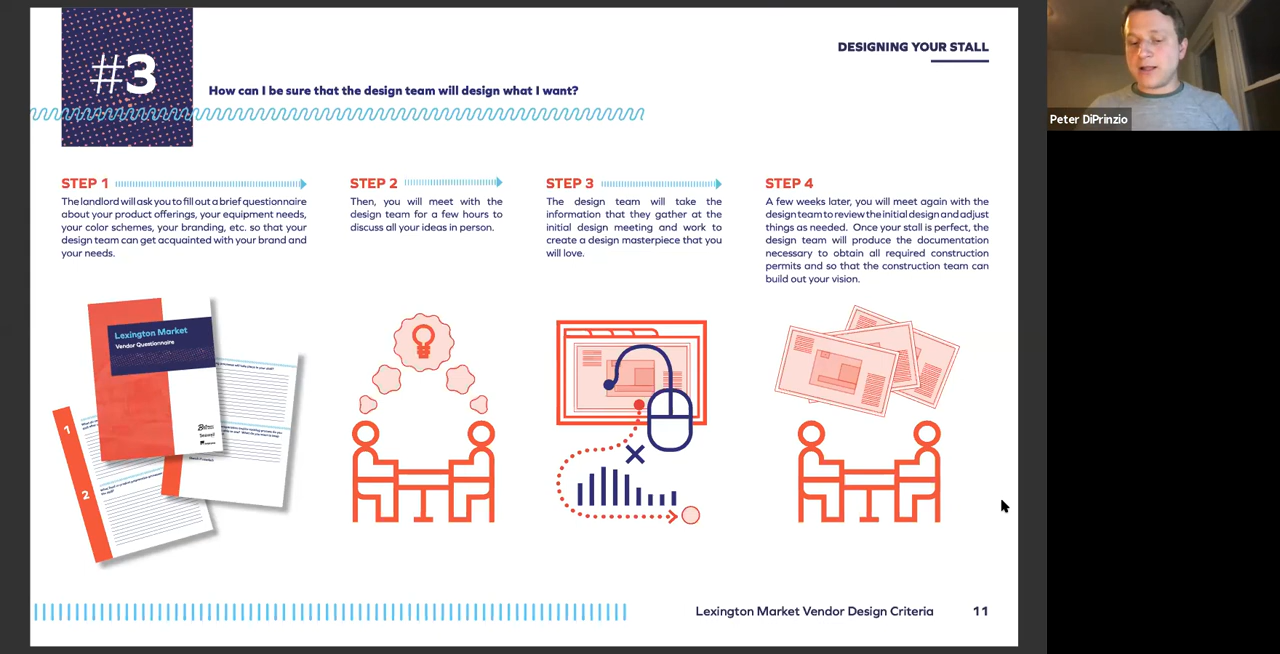 #3
DESIGNING YOUR STALL
How can I be sure that the design team will design what I want?
STEP 1
The landlord will ask you to fill out a brief questionnaire
about your product offerings, your equipment needs,
your color schemes, your branding, etc. so that your
design team can get acquainted with your brand and
your needs.
STEP 2
Then, you will meet with the
design team for a few hours to
discuss all your ideas in person.
STEP 3
The design team will take the
information that they gather at the
initial design meeting and work to
create a design masterpiece that you
will love.
STEP 4
A few weeks later, you will meet again with the
design team to review the initial design and adjust
things as needed. Once your stall is perfect, the
design team will produce the documentation
necessary to obtain all required construction
permits and so that the construction team can
build out your vision.
Lexington Market
Vendor Questionnaire
1
2
Lexington Market Vendor Design Criteria
11
Peter DiPrinzio